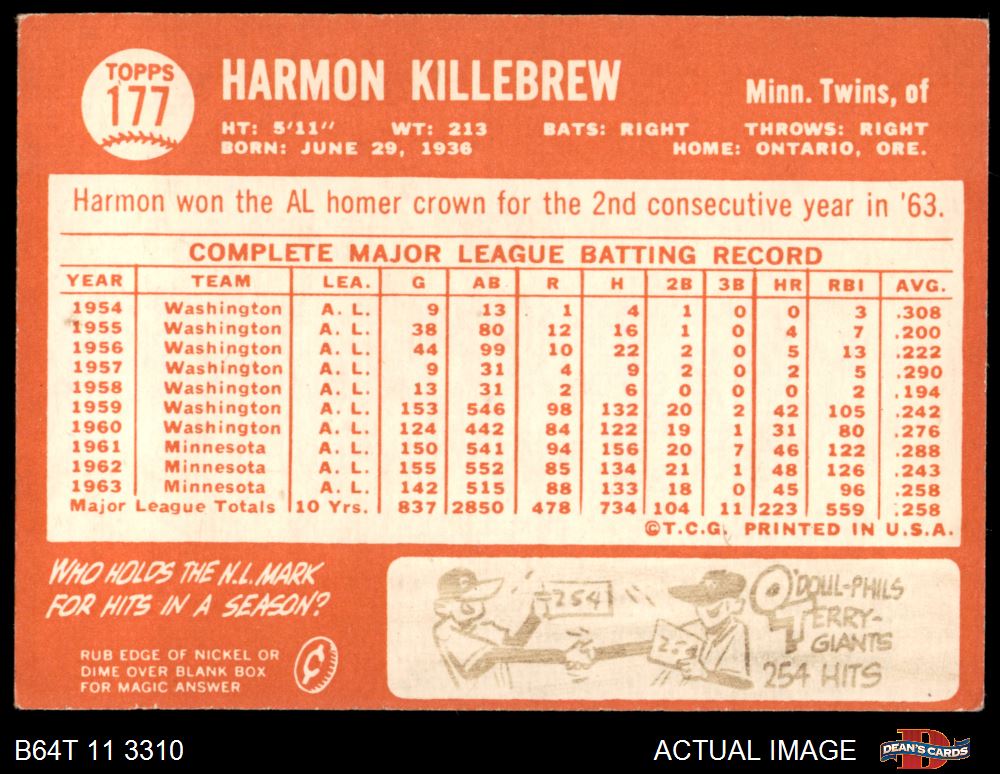 TOPPS
177
HARMON KILLEBREW
Minn. Twins, of
HT: 5'11" WT: 213 BATS: RIGHT THROWS: RIGHT
BORN: JUNE 29, 1936 HOME: ONTARIO, ORE.
Harmon won the AL homer crown for the 2nd consecutive year in '63.
COMPLETE MAJOR LEAGUE BATTING RECORD
YEAR TEAM LEA. G AB R H 2B 3B HR RBI AVG.
1954 Washington A. L. 9 13 1 4 1 0 0 3 .308
1955 Washington A. L. 38 80 12 16 1 0 4 7 .200
1956 Washington A. L. 44 99 10 22 2 0 5 13 .222
1957 Washington A. L. 9 31 4 9 2 0 2 5 .290
1958 Washington A. L. 13 31 2 6 0 0 0 2 .194
1959 Washington A. L. 153 546 98 132 20 2 42 105 .242
1960 Washington A. L. 124 442 84 122 19 1 31 80 .276
1961 Minnesota A. L. 150 541 94 156 20 7 46 122 .288
1962 Minnesota A. L. 155 552 85 134 21 1 48 126 .243
1963 Minnesota A. L. 142 515 88 133 18 0 45 96 .258
Major League Totals 10 Yrs. 837 2850 478 734 104 11 223 559 .258
©T.C.G. PRINTED IN U.S.A.
WHO HOLDS THE N.L. MARK
FOR HITS IN A SEASON?
RUB EDGE OF NICKEL OR
DIME OVER BLANK BOX
FOR MAGIC ANSWER
254
254
O'DOUL-PHILS
TERRY-
GIANTS
254 HITS
B64T 11 3310
ACTUAL IMAGE
DEAN'S CARDS